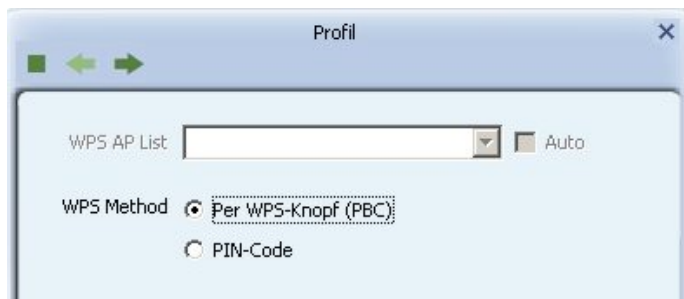 Profil
WPS AP List
Auto
WPS Method
Per WPS-Knopf (PBC)
PIN-Code